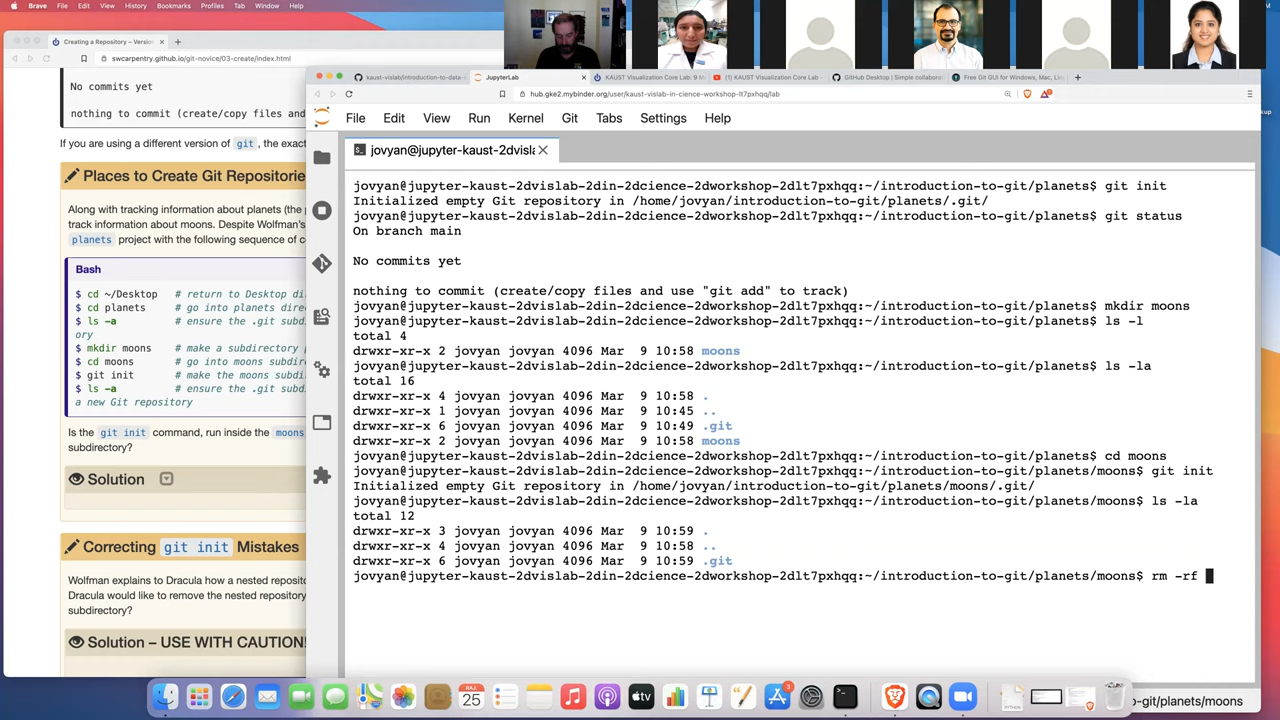 Brave File Edit View Bookmarks Profiles Tab Window Help
Creating a Repository – Version
swcarpentry.github.io/git-novice/03-create/index.html
No commits yet
nothing to commit (create/copy files and
If you are using a different version of git, the exact
Places to Create Git Repositories
Along with tracking information about planets (the
track information about moons. Despite Wolfman's
planets project with the following sequence of
Bash
$ cd ~/Desktop # return to Desktop
$ cd planets # go into planets
$ ls -a # ensure the .git
ory
$ mkdir moons # make a subdirectory
$ cd moons # go into moons
$ git init # make the moons
$ ls -a # ensure the .git
a new Git repository
Is the git init command, run inside the moons
subdirectory?
Solution
Correcting git init Mistakes
Wolfman explains to Dracula how a nested
Dracula would like to remove the nested repository
subdirectory?
Solution – USE WITH CAUTION!
kaust-vislab/introduction-to-data-
JupyterLab
KAUST Visualization Core Lab: 9 M
(KAUST Visualization Core Lab -
GitHub Desktop | Simple collabor
Free Git GUI for Windows, Mac, Lin
hub.gke2.mybinder.org/user/kaust-vislab-in-cience-workshop-lt7pxhqq/lab
File Edit View Run Kernel Git Tabs Settings Help
jovyan@jupyter-kaust-2dvisla
jovyan@jupyter-kaust-2dvislab-2din-2dcience-2dworkshop-2dlt7pxhqq:~/introduction-to-git/planets$ git init
Initialized empty Git repository in /home/jovyan/introduction-to-git/planets/.git/
jovyan@jupyter-kaust-2dvislab-2din-2dcience-2dworkshop-2dlt7pxhqq:~/introduction-to-git/planets$ git status
On branch main
No commits yet
nothing to commit (create/copy files and use "git add" to track)
jovyan@jupyter-kaust-2dvislab-2din-2dcience-2dworkshop-2dlt7pxhqq:~/introduction-to-git/planets$ mkdir moons
jovyan@jupyter-kaust-2dvislab-2din-2dcience-2dworkshop-2dlt7pxhqq:~/introduction-to-git/planets$ ls -l
total 4
drwxr-xr-x 2 jovyan jovyan 4096 Mar 9 10:58 moons
jovyan@jupyter-kaust-2dvislab-2din-2dcience-2dworkshop-2dlt7pxhqq:~/introduction-to-git/planets$ ls -la
total 16
drwxr-xr-x 4 jovyan jovyan 4096 Mar 9 10:58 .
drwxr-xr-x 1 jovyan jovyan 4096 Mar 9 10:45 ..
drwxr-xr-x 6 jovyan jovyan 4096 Mar 9 10:49 .git
drwxr-xr-x 2 jovyan jovyan 4096 Mar 9 10:58 moons
jovyan@jupyter-kaust-2dvislab-2din-2dcience-2dworkshop-2dlt7pxhqq:~/introduction-to-git/planets$ cd moons
jovyan@jupyter-kaust-2dvislab-2din-2dcience-2dworkshop-2dlt7pxhqq:~/introduction-to-git/planets/moons$ git init
Initialized empty Git repository in /home/jovyan/introduction-to-git/planets/moons/.git/
jovyan@jupyter-kaust-2dvislab-2din-2dcience-2dworkshop-2dlt7pxhqq:~/introduction-to-git/planets/moons$ ls -la
total 12
drwxr-xr-x 3 jovyan jovyan 4096 Mar 9 10:59 .
drwxr-xr-x 4 jovyan jovyan 4096 Mar 9 10:58 ..
drwxr-xr-x 6 jovyan jovyan 4096 Mar 9 10:59 .git
jovyan@jupyter-kaust-2dvislab-2din-2dcience-2dworkshop-2dlt7pxhqq:~/introduction-to-git/planets/moons$ rm -rf
RAJ.
25
3
tv
PYTHON
o-git/planets/moons